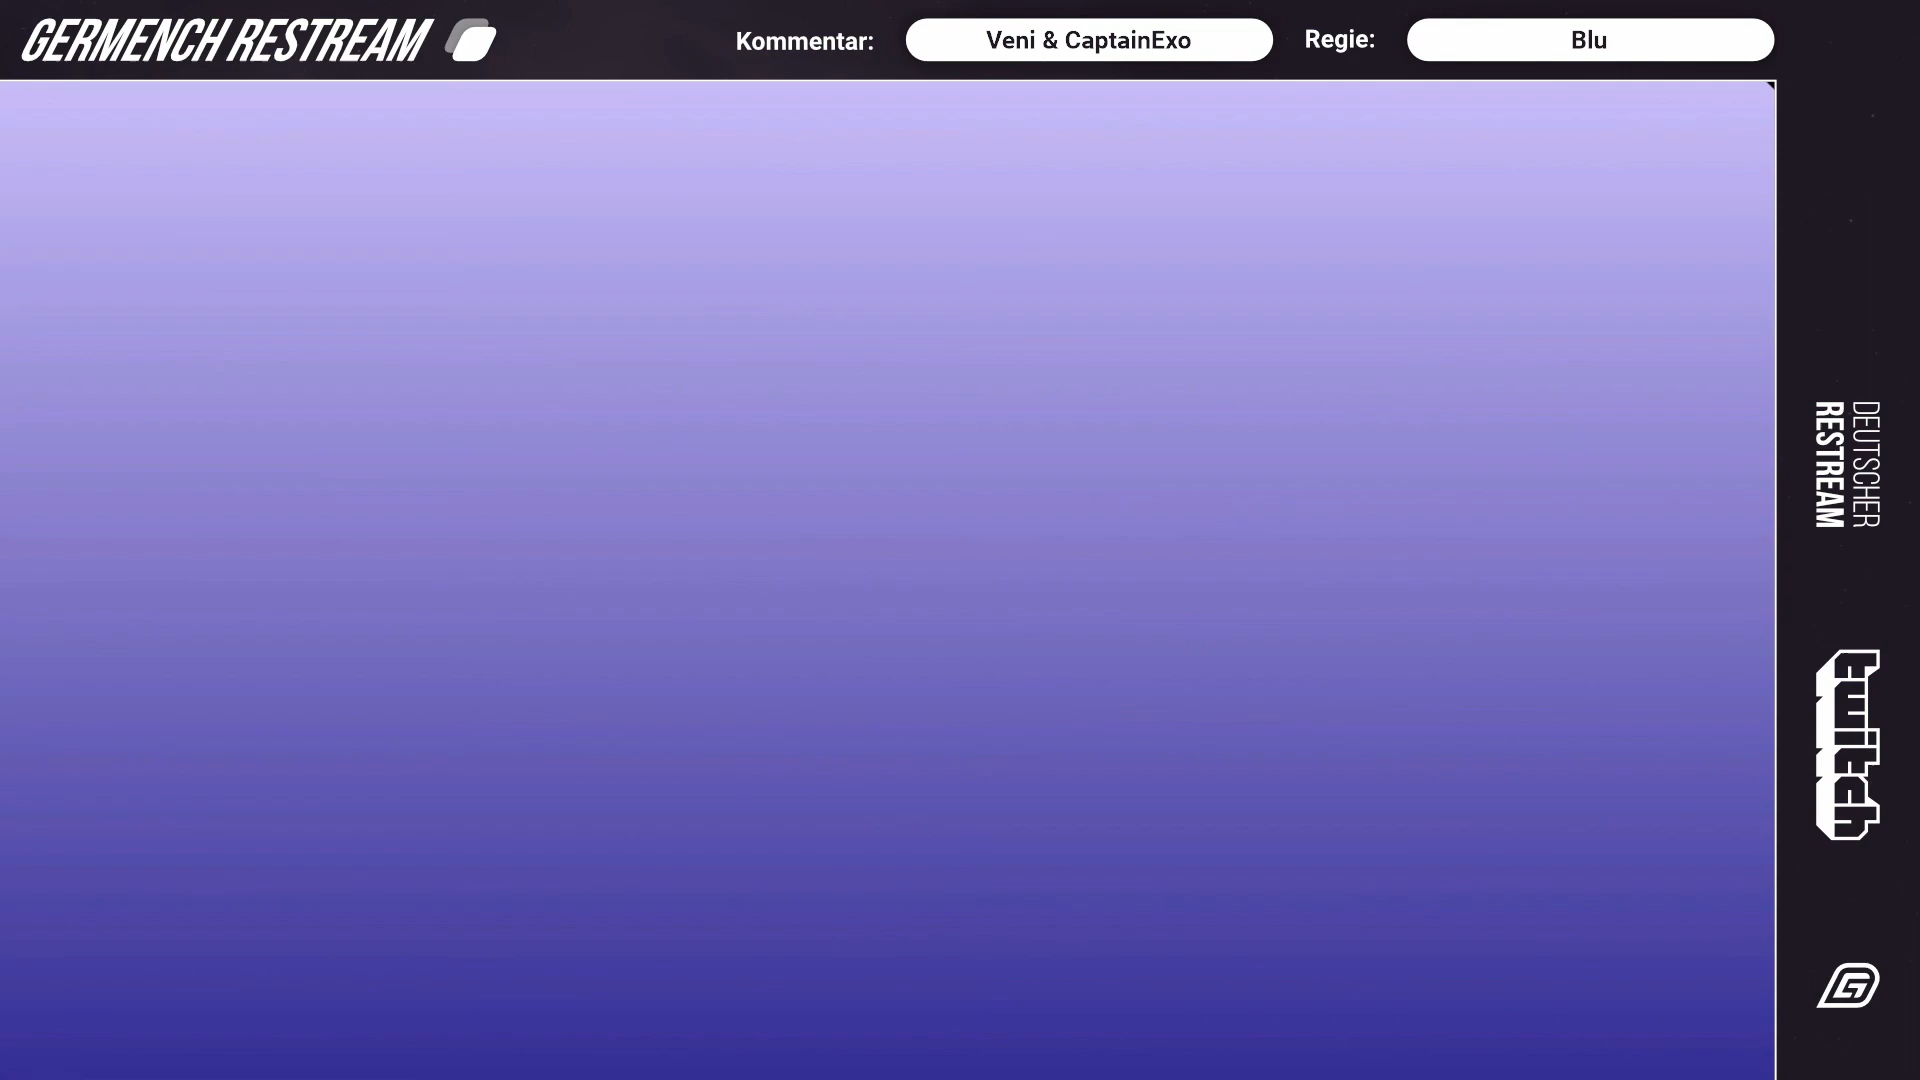 GERMENCH RESTREAM
Kommentar:
Veni & CaptainExo
Regie:
Blu
DEUTSCHER
RESTREAM
twitch
G